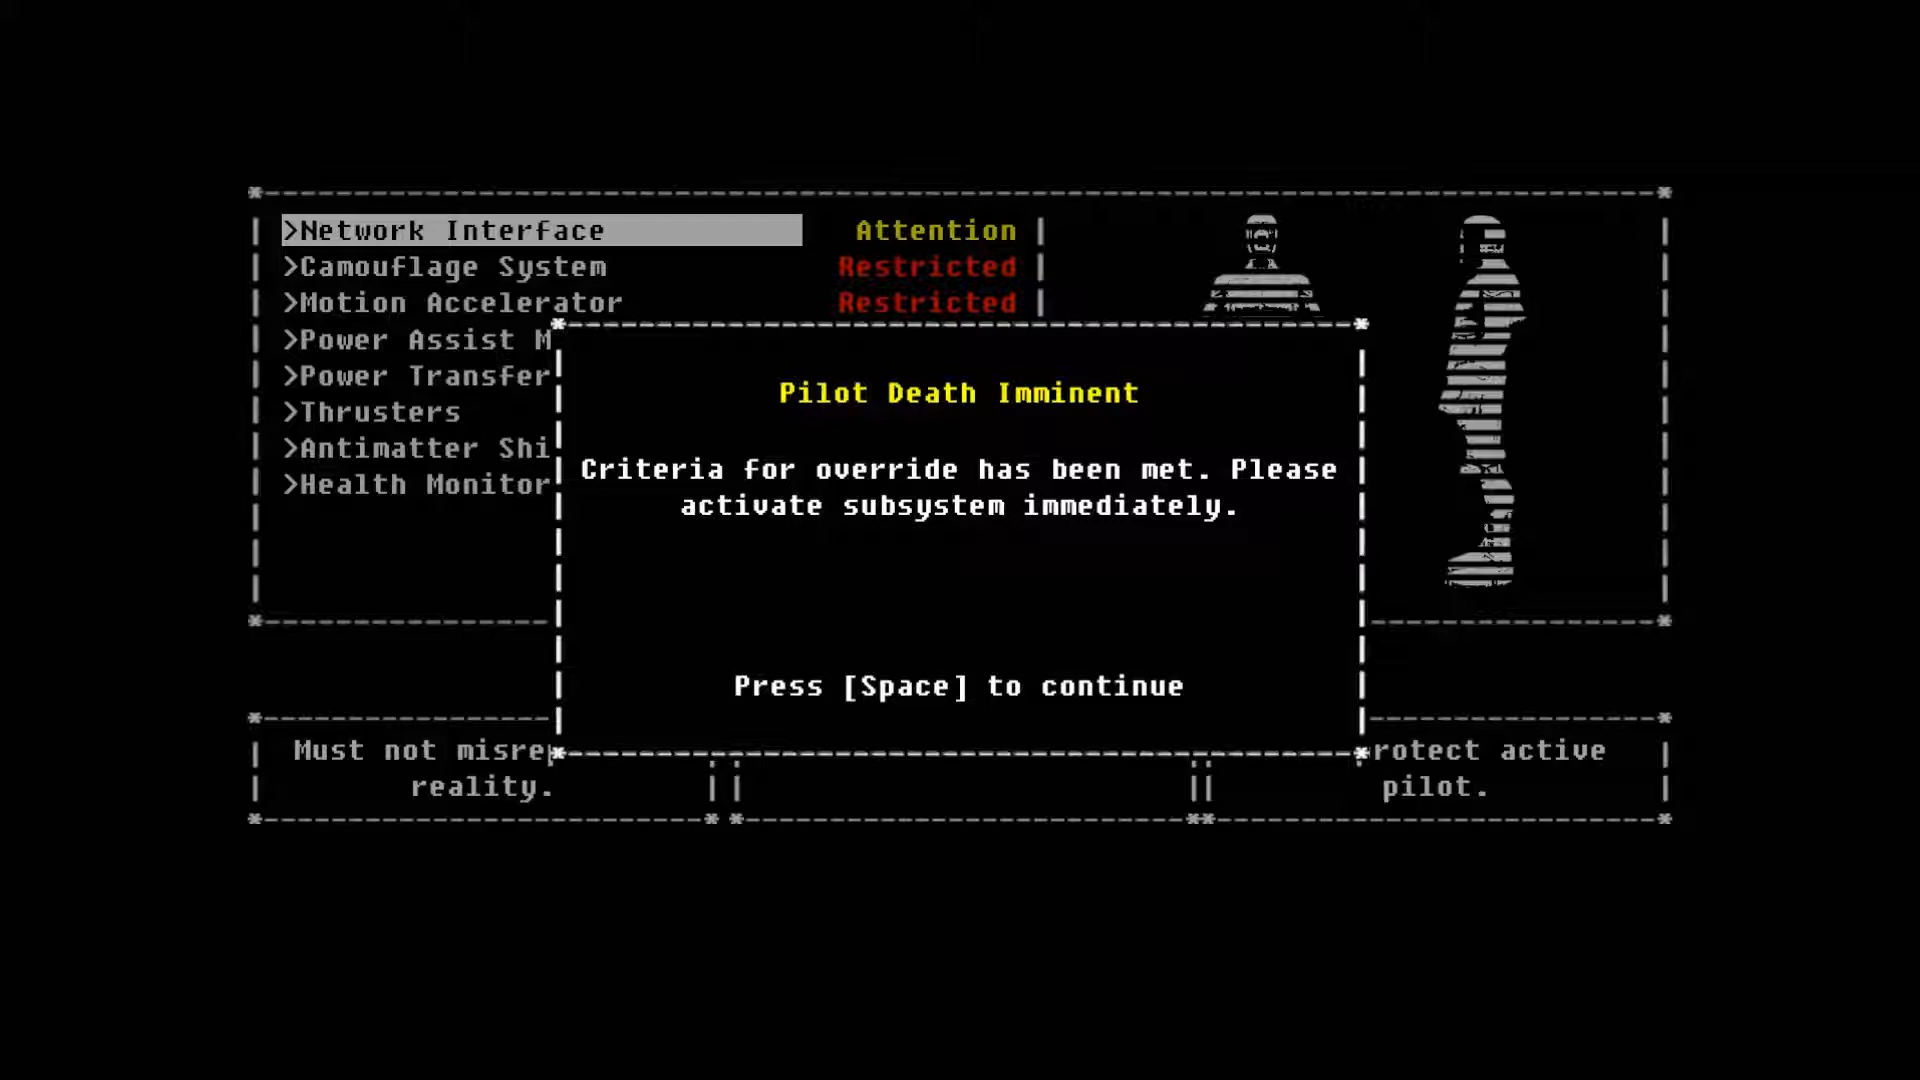 >Network Interface Attention
>Camouflage System Restricted
>Motion Accelerator Restricted
>Power Assist M
>Power Transfer
>Thrusters
>Antimatter Shi
>Health Monitor
Pilot Death Imminent
Criteria for override has been met. Please
activate subsystem immediately.
Press [Space] to continue
Must not misre
reality.
rotect active
pilot.